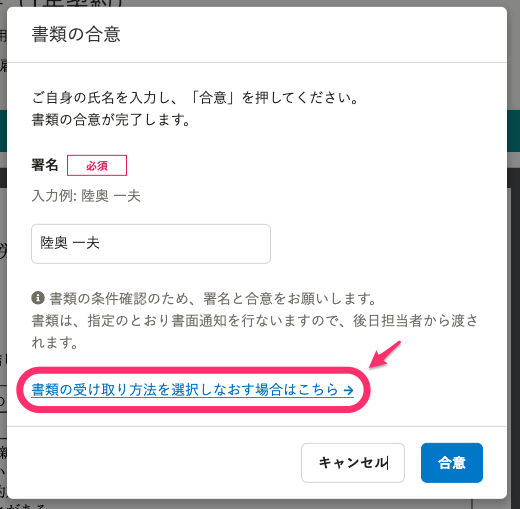 書類の合意
ご自身の氏名を入力し、「合意」を押してください。
書類の合意が完了します。
署名 必須
入力例: 陸奥 一夫
陸奥 一夫
書類の条件確認のため、署名と合意をお願いします。
書類は、指定のとおり書面通知を行ないますので、後日担当者から渡さ
れます。
書類の受け取り方法を選択しなおす場合はこちら →
キャンセル 合意